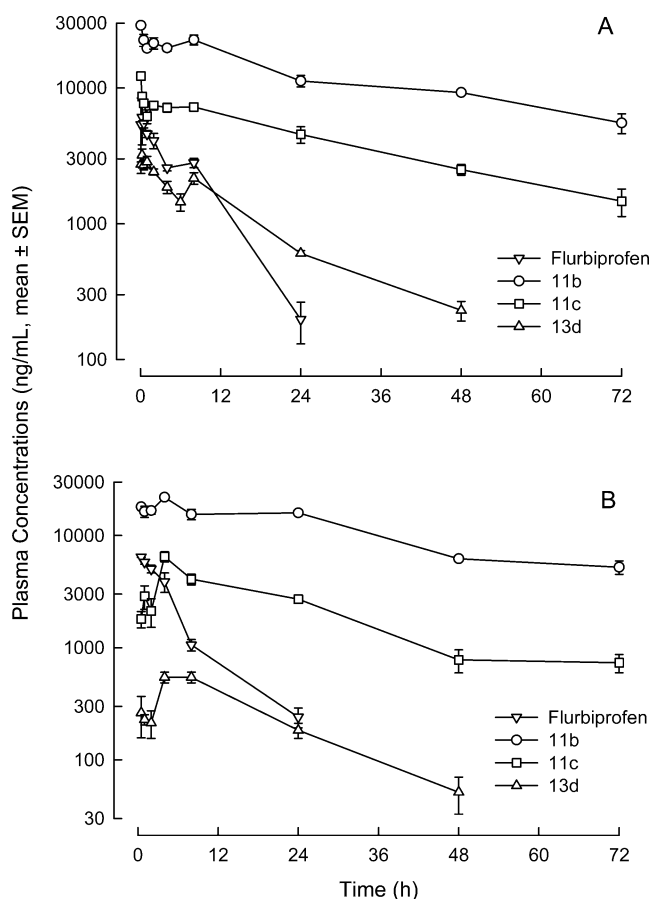 A
30000
10000
3000
1000
300
100
Flurbiprofen
11b
11c
13d
0 12 24 36 48 60 72
Plasma Concentrations (ng/mL, mean ± SEM)
B
30000
10000
3000
1000
300
100
30
Flurbiprofen
11b
11c
13d
0 12 24 36 48 60 72
Time (h)